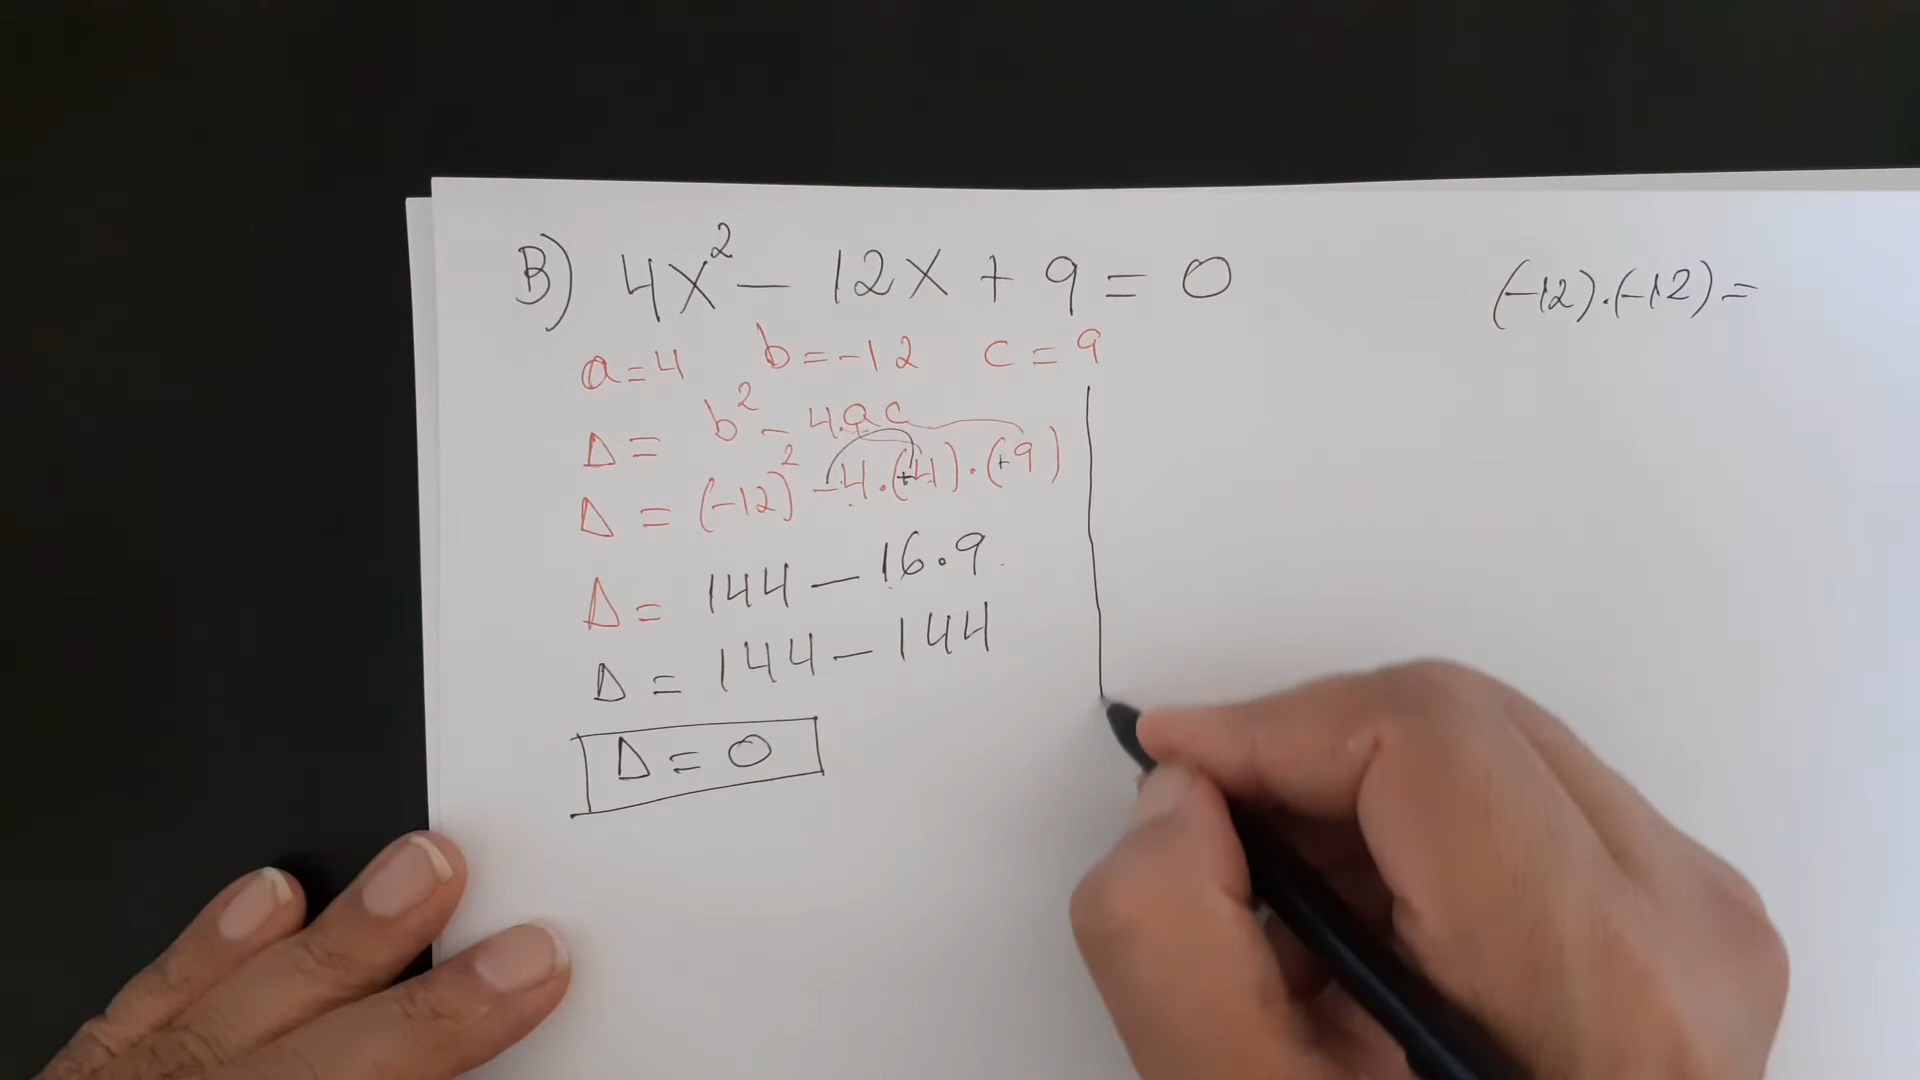 B) 4x² - 12x + 9 = 0
(-12).(-12) =
a = 4 b = -12 c = 9
Δ = b² - 4.ac
Δ = (-12)² - 4.(+4).(+9)
Δ = 144 - 16.9
Δ = 144 - 144
Δ = 0